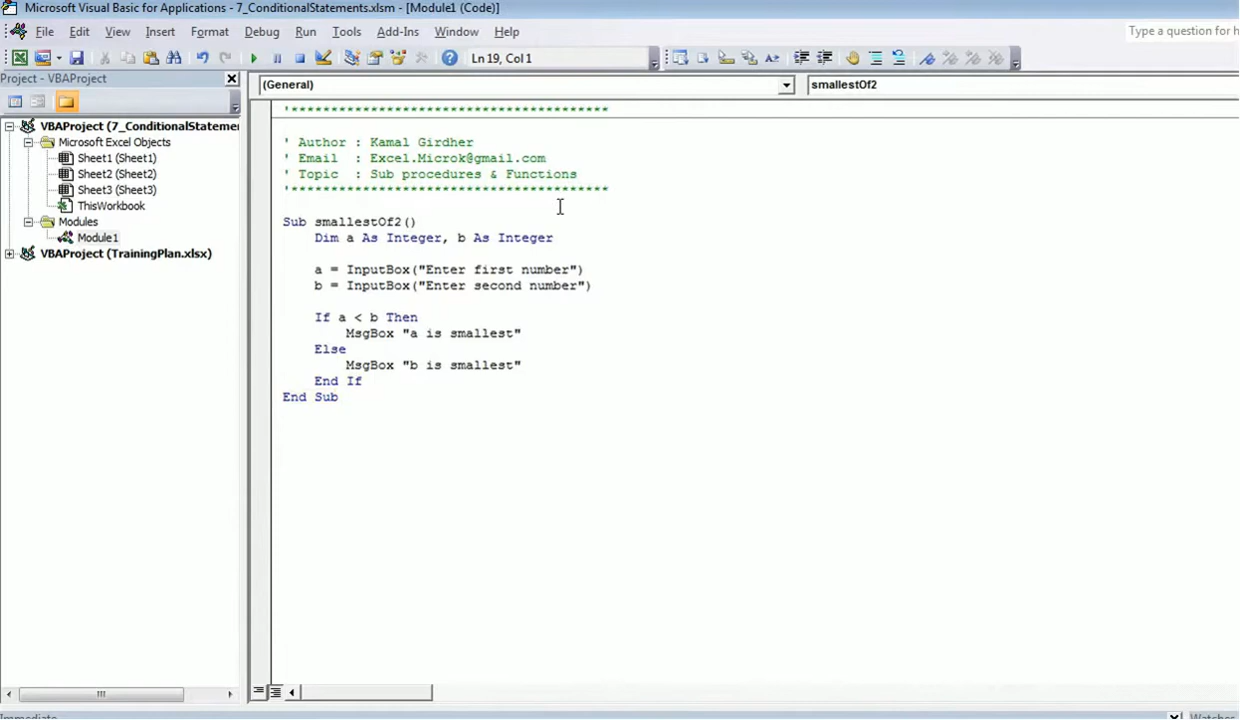 Microsoft Visual Basic for Applications - 7_ConditionalStatements.xlsm - [Module1 (Code)]
File Edit View Insert Format Debug Run Tools Add-Ins Window Help
Type a question for h
Ln 19, Col 1
Project - VBAProject
(General)
smallestOf2
VBAProject (7_ConditionalStatemer
Microsoft Excel Objects
Sheet1 (Sheet1)
Sheet2 (Sheet2)
Sheet3 (Sheet3)
ThisWorkbook
Modules
Module1
VBAProject (TrainingPlan.xlsx)
'*****************************************
' Author : Kamal Girdher
' Email : Excel.Microk@gmail.com
' Topic : Sub procedures & Functions
'*****************************************
Sub smallestOf2()
Dim a As Integer, b As Integer
a = InputBox("Enter first number")
b = InputBox("Enter second number")
If a < b Then
MsgBox "a is smallest"
Else
MsgBox "b is smallest"
End If
End Sub
Immediate
Watches